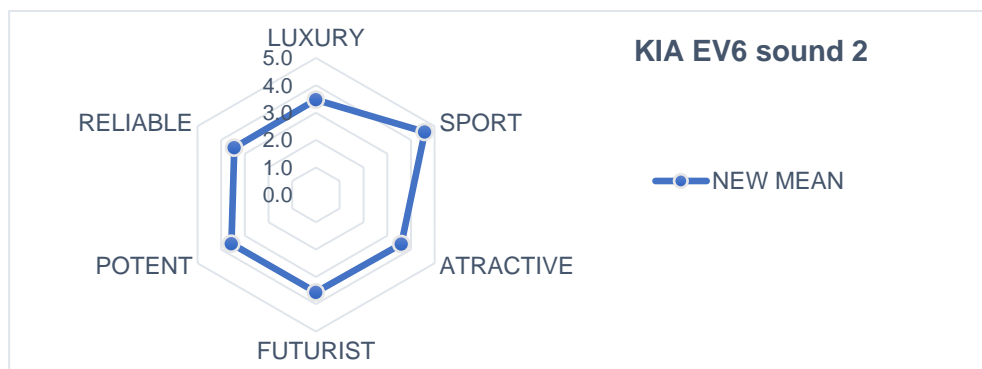 KIA EV6 sound 2
LUXURY
5.0
4.0
3.0
2.0
1.0
0.0
SPORT
ATRACTIVE
FUTURIST
POTENT
RELIABLE
NEW MEAN